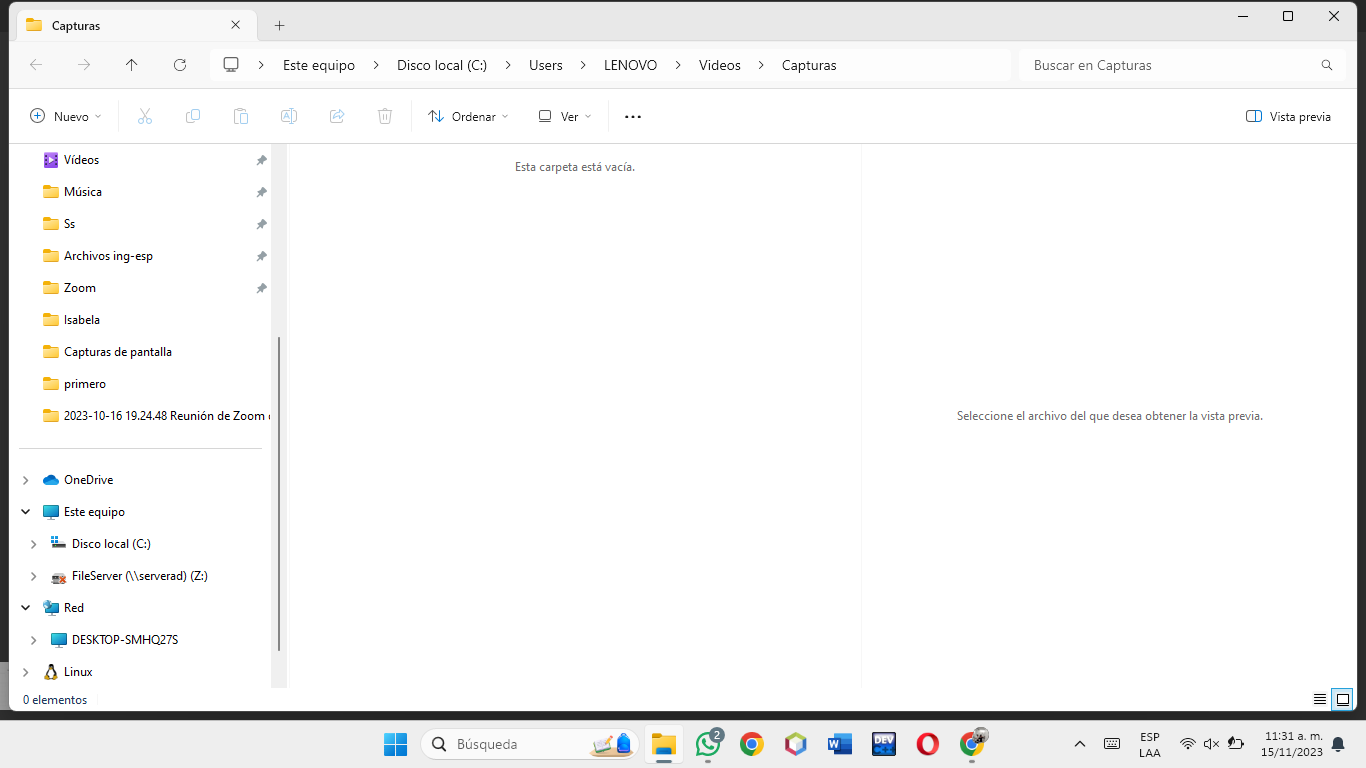 Capturas
Este equipo
Disco local (C:)
Users
LENOVO
Videos
Capturas
Buscar en Capturas
Nuevo
Ordenar
Ver
Vista previa
Vídeos
Música
Ss
Archivos ing-esp
Zoom
Isabela
Capturas de pantalla
primero
2023-10-16 19.24.48 Reunión de Zoom
OneDrive
Este equipo
Disco local (C:)
FileServer (\\serverad) (Z:)
Red
DESKTOP-SMHQ27S
Linux
Esta carpeta está vacía.
Seleccione el archivo del que desea obtener la vista previa.
0 elementos
Búsqueda
2
DEV
ESP
LAA
11:31 a. m.
15/11/2023